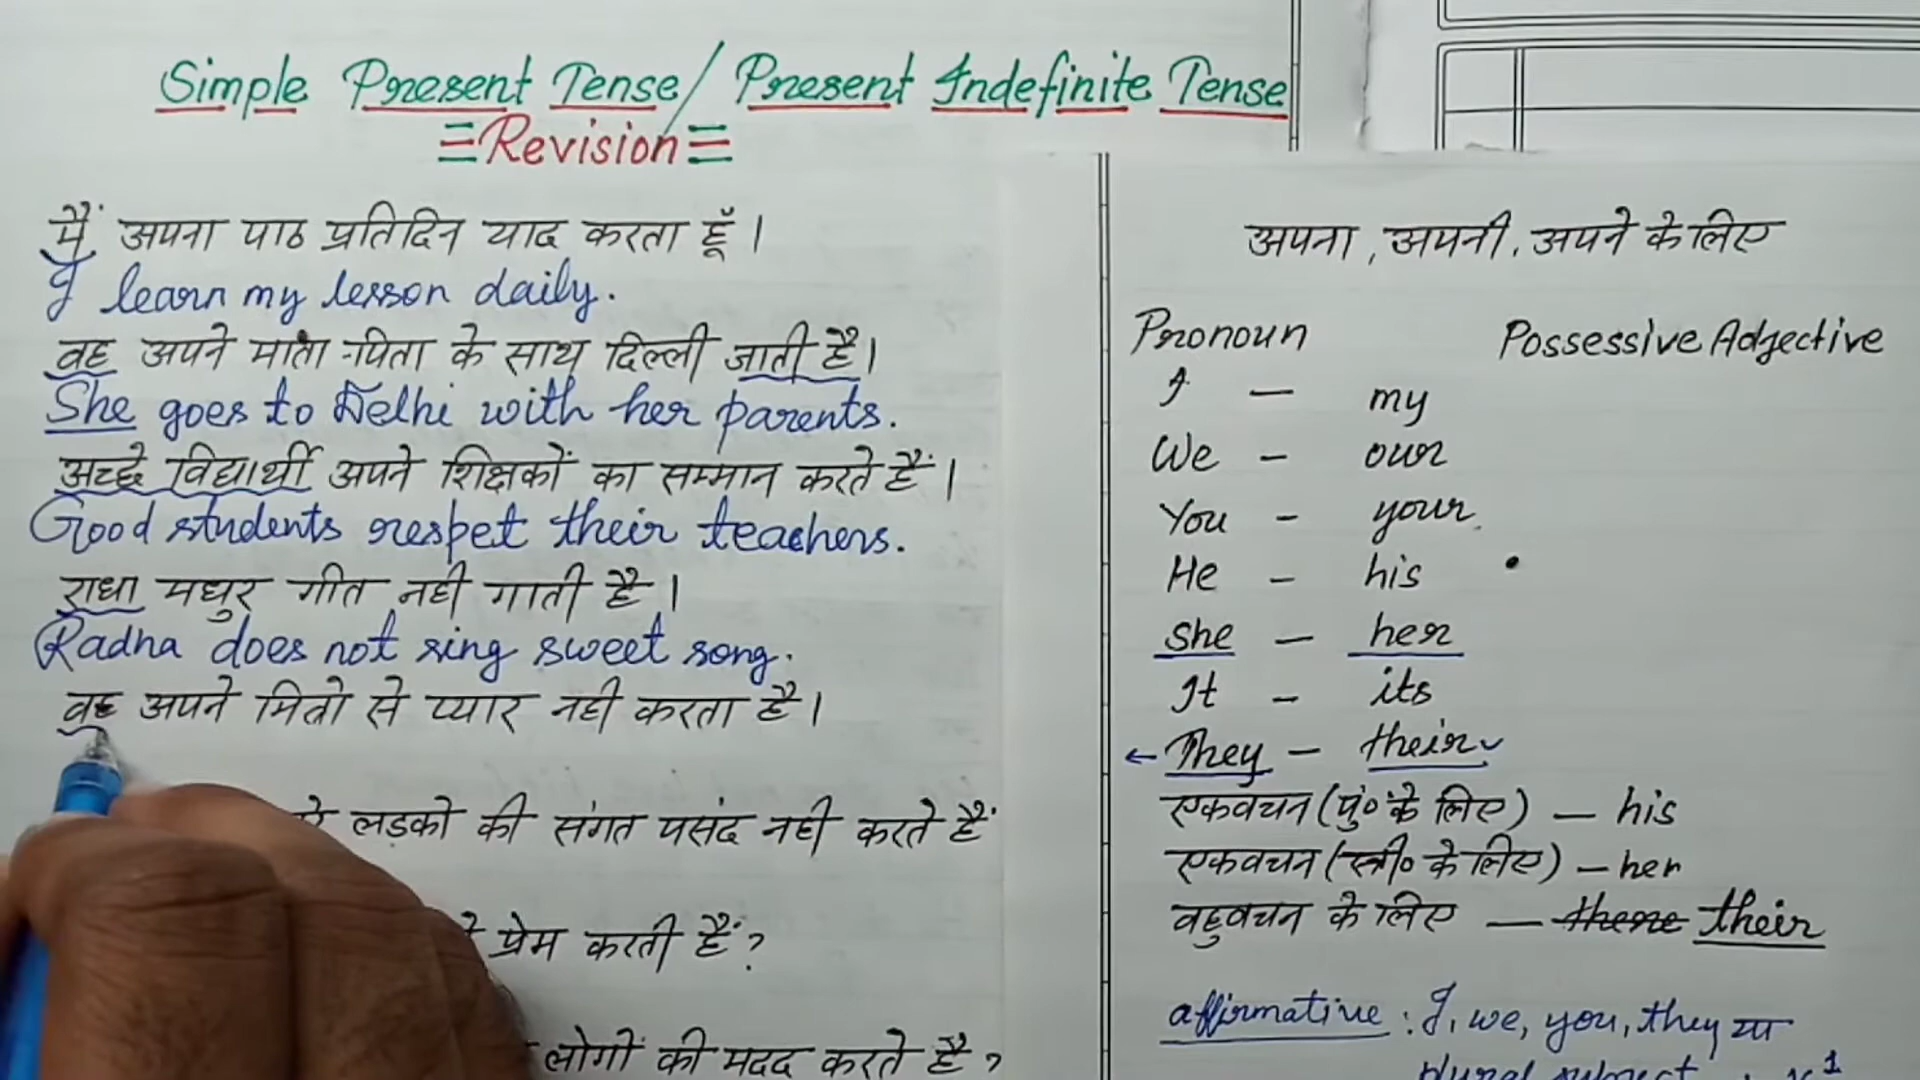 Simple Present Tense/ Present Indefinite Tense
Revision
मैं अपना पाठ प्रतिदिन याद करता हूँ।
I learn my lesson daily.
वह अपने माता-पिता के साथ दिल्ली जाती है।
She goes to Delhi with her parents.
अच्छे विद्यार्थी अपने शिक्षकों का सम्मान करते हैं।
Good students respet their teachers.
राधा मधुर गीत नही गाती है।
Radha does not sing sweet song.
वह अपने मित्रो से प्यार नही करता है।
लड़को की संगत पसंद नही करते हैं
प्रेम करती हैं?
लोगों की मदद करते है?
अपना, अपनी, अपने के लिए
Pronoun Possessive Adjective
I — my
We – our
You – your
He – his
She – her
It – its
← They – their
एकवचन (पुं० के लिए) – his
एकवचन (स्त्री० के लिए) – her
बहुवचन के लिए — there their
affirmative : I, we, you, they या
plural subject